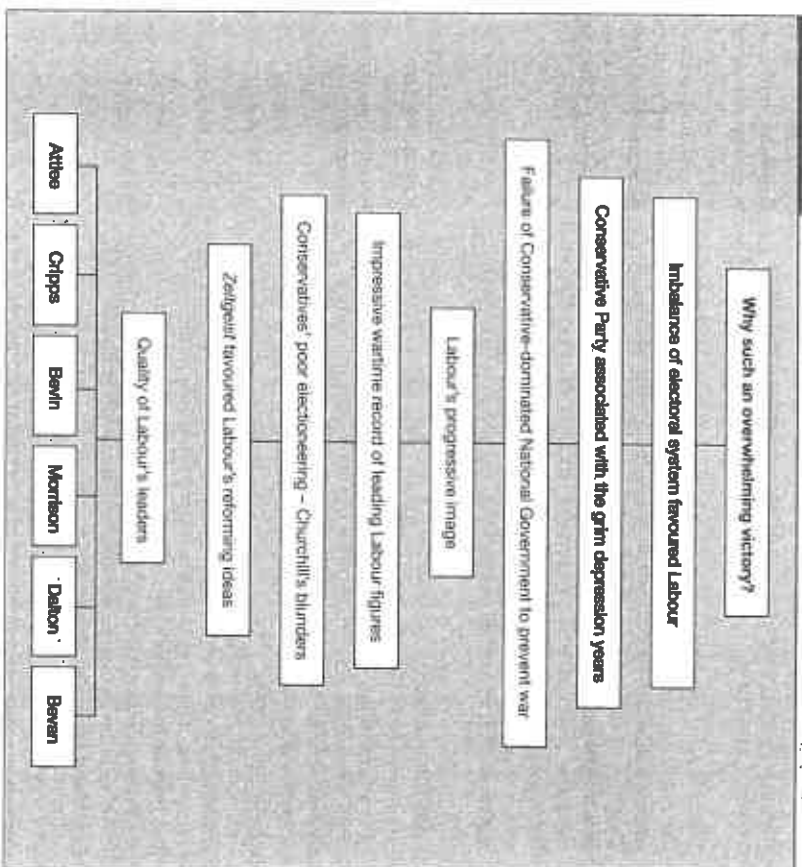 Why such an overwhelming victory?
Imbalance of electoral system favoured Labour
Conservative Party associated with the grim depression years
Failure of Conservative-dominated National Government to prevent war
Labour's progressive image
Impressive wartime record of leading Labour figures
Conservatives' poor electioneering – Churchill's blunders
Zeitgeist favoured Labour's reforming ideas
Quality of Labour's leaders
Attlee
Cripps
Bevin
Morrison
Dalton
Bevan